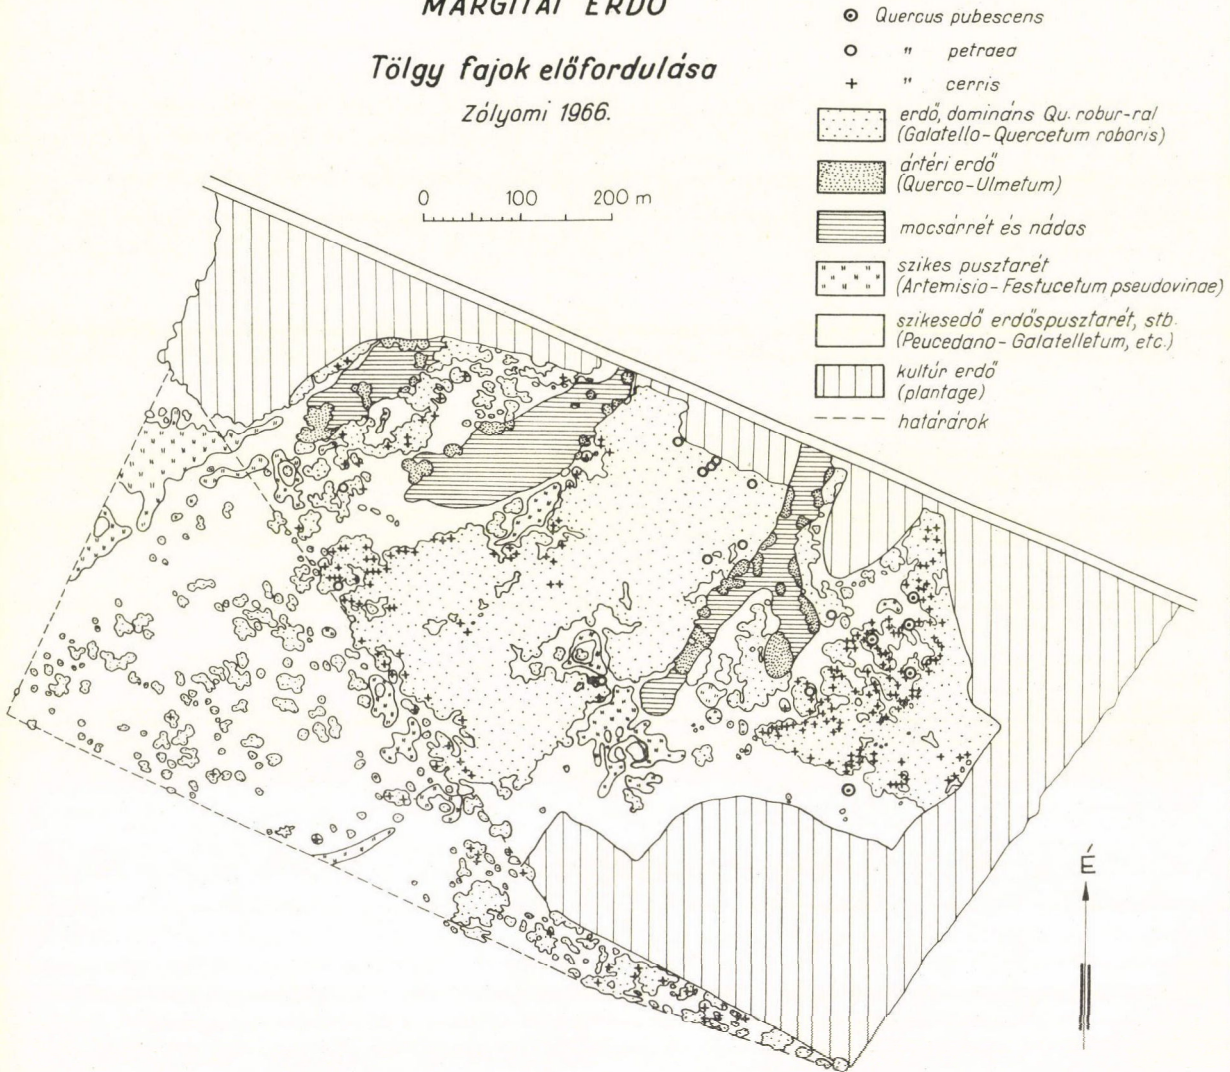 MARGITAI ERDŐ
Tölgy fajok előfordulása
Zólyomi 1966.
0 100 200 m
Quercus pubescens
" petraea
+ " cerris
erdő, domináns Qu. robur-ral
(Galatello-Quercetum roboris)
ártéri erdő
(Querco-Ulmetum)
mocsárrét és nádas
szikes pusztarét
(Artemisio-Festucetum pseudovinae)
szikesedő erdőspusztarét, stb.
(Peucedano-Galatelletum, etc.)
kultúr erdő
(plantage)
határárok
É